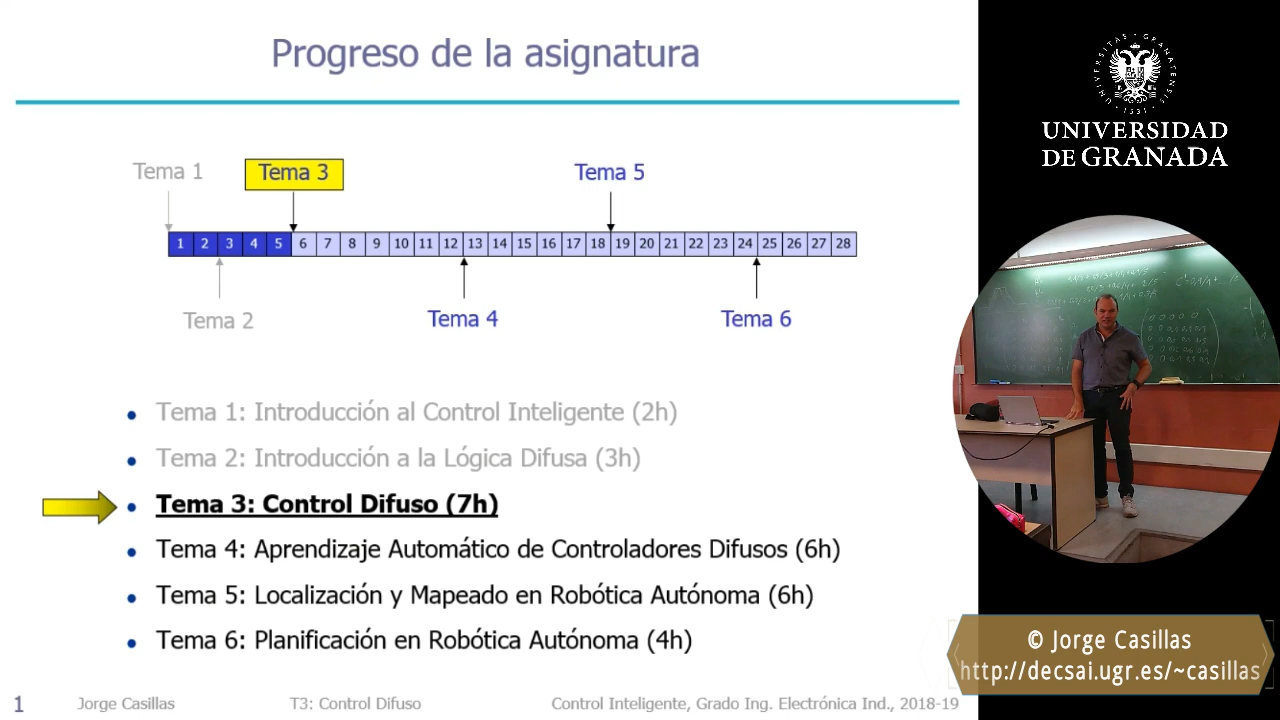 Progreso de la asignatura
Tema 1
Tema 3
Tema 5
1 2 3 4 5 6 7 8 9 10 11 12 13 14 15 16 17 18 19 20 21 22 23 24 25 26 27 28
Tema 2
Tema 4
Tema 6
• Tema 1: Introducción al Control Inteligente (2h)
• Tema 2: Introducción a la Lógica Difusa (3h)
• Tema 3: Control Difuso (7h)
• Tema 4: Aprendizaje Automático de Controladores Difusos (6h)
• Tema 5: Localización y Mapeado en Robótica Autónoma (6h)
• Tema 6: Planificación en Robótica Autónoma (4h)
1 Jorge Casillas T3: Control Difuso Control Inteligente, Grado Ing. Electrónica Ind., 2018-19
UNIVERSITAS GRANATENSIS
1531
UNIVERSIDAD
DE GRANADA
© Jorge Casillas
http://decsai.ugr.es/~casillas